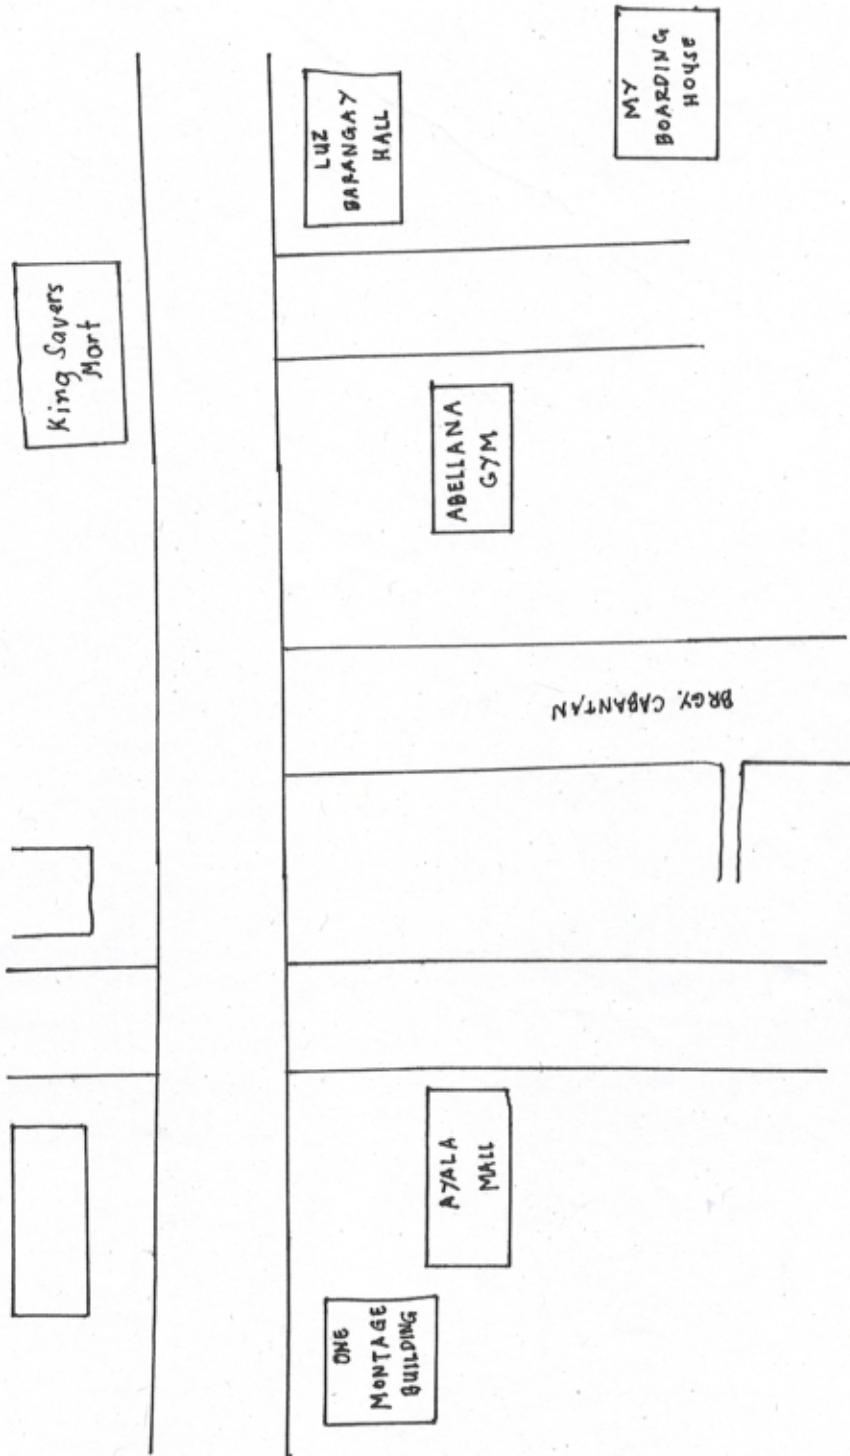 King Savers
Mart
LUZ
BARANGAY
HALL
MY
BOARDING
HOUSE
ABELLANA
GYM
BRGY. CABANTAN
AYALA
MALL
ONE
MONTAGE
BUILDING